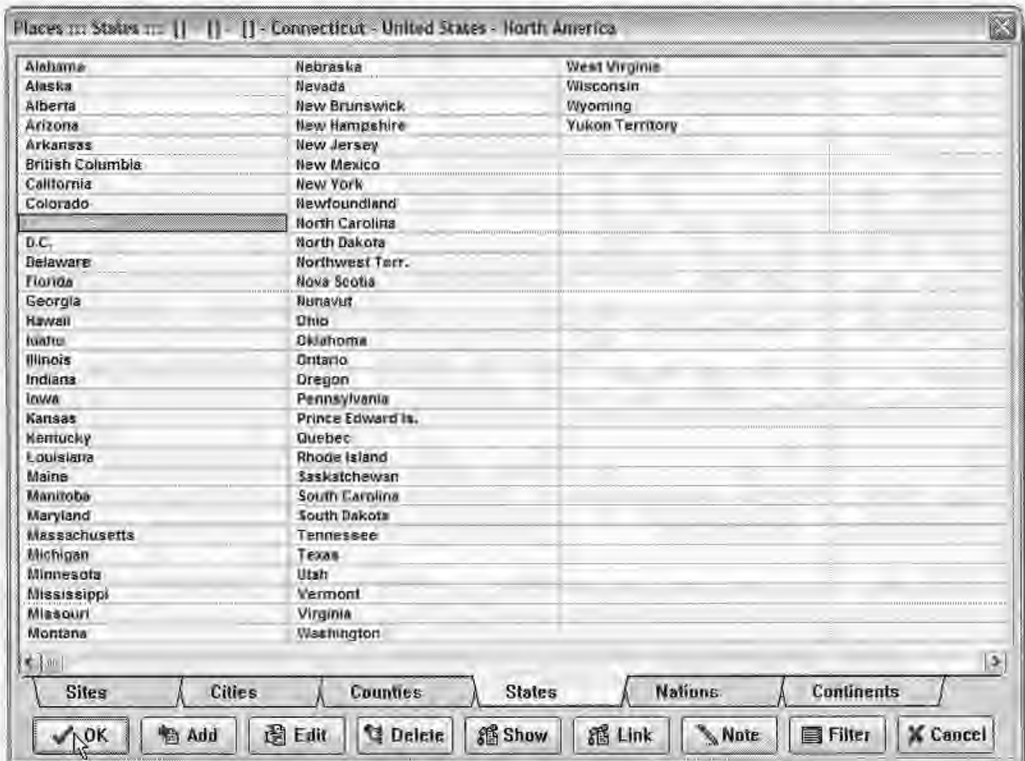 Places ::: States ::: [] - [] - [] - Connecticut - United States - North America
Alabama
Alaska
Alberta
Arizona
Arkansas
British Columbia
California
Colorado
D.C.
Delaware
Florida
Georgia
Hawaii
Idaho
Illinois
Indiana
Iowa
Kansas
Kentucky
Louisiana
Maine
Manitoba
Maryland
Massachusetts
Michigan
Minnesota
Mississippi
Missouri
Montana
Nebraska
Nevada
New Brunswick
New Hampshire
New Jersey
New Mexico
New York
Newfoundland
North Carolina
North Dakota
Northwest Terr.
Nova Scotia
Nunavut
Ohio
Oklahoma
Ontario
Oregon
Pennsylvania
Prince Edward Is.
Quebec
Rhode Island
Saskatchewan
South Carolina
South Dakota
Tennessee
Texas
Utah
Vermont
Virginia
Washington
West Virginia
Wisconsin
Wyoming
Yukon Territory
Sites Cities Counties States Nations Continents
OK Add Edit Delete Show Link Note Filter Cancel